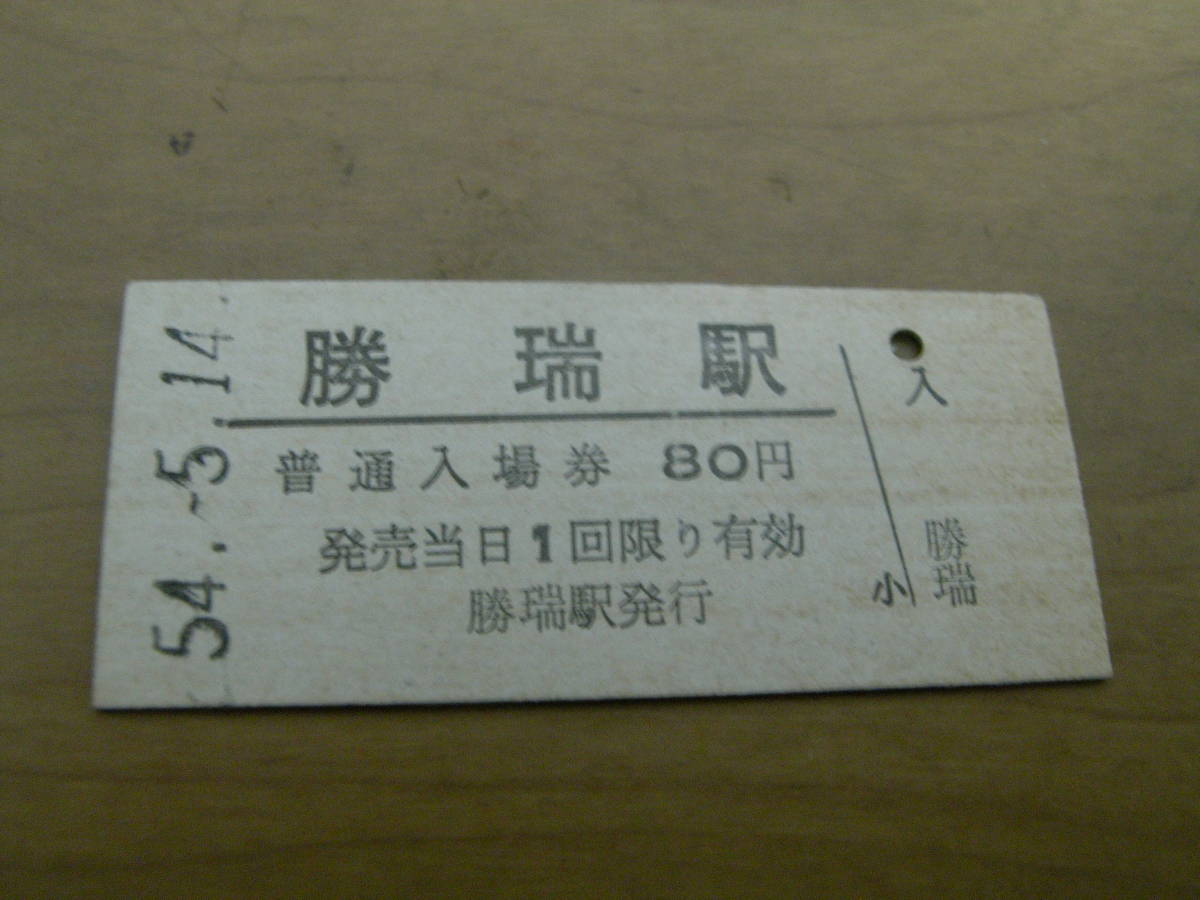 54.-5.14
勝瑞駅
普通入場券 80円
発売当日1回限り有効
勝瑞駅発行
入
小
勝瑞